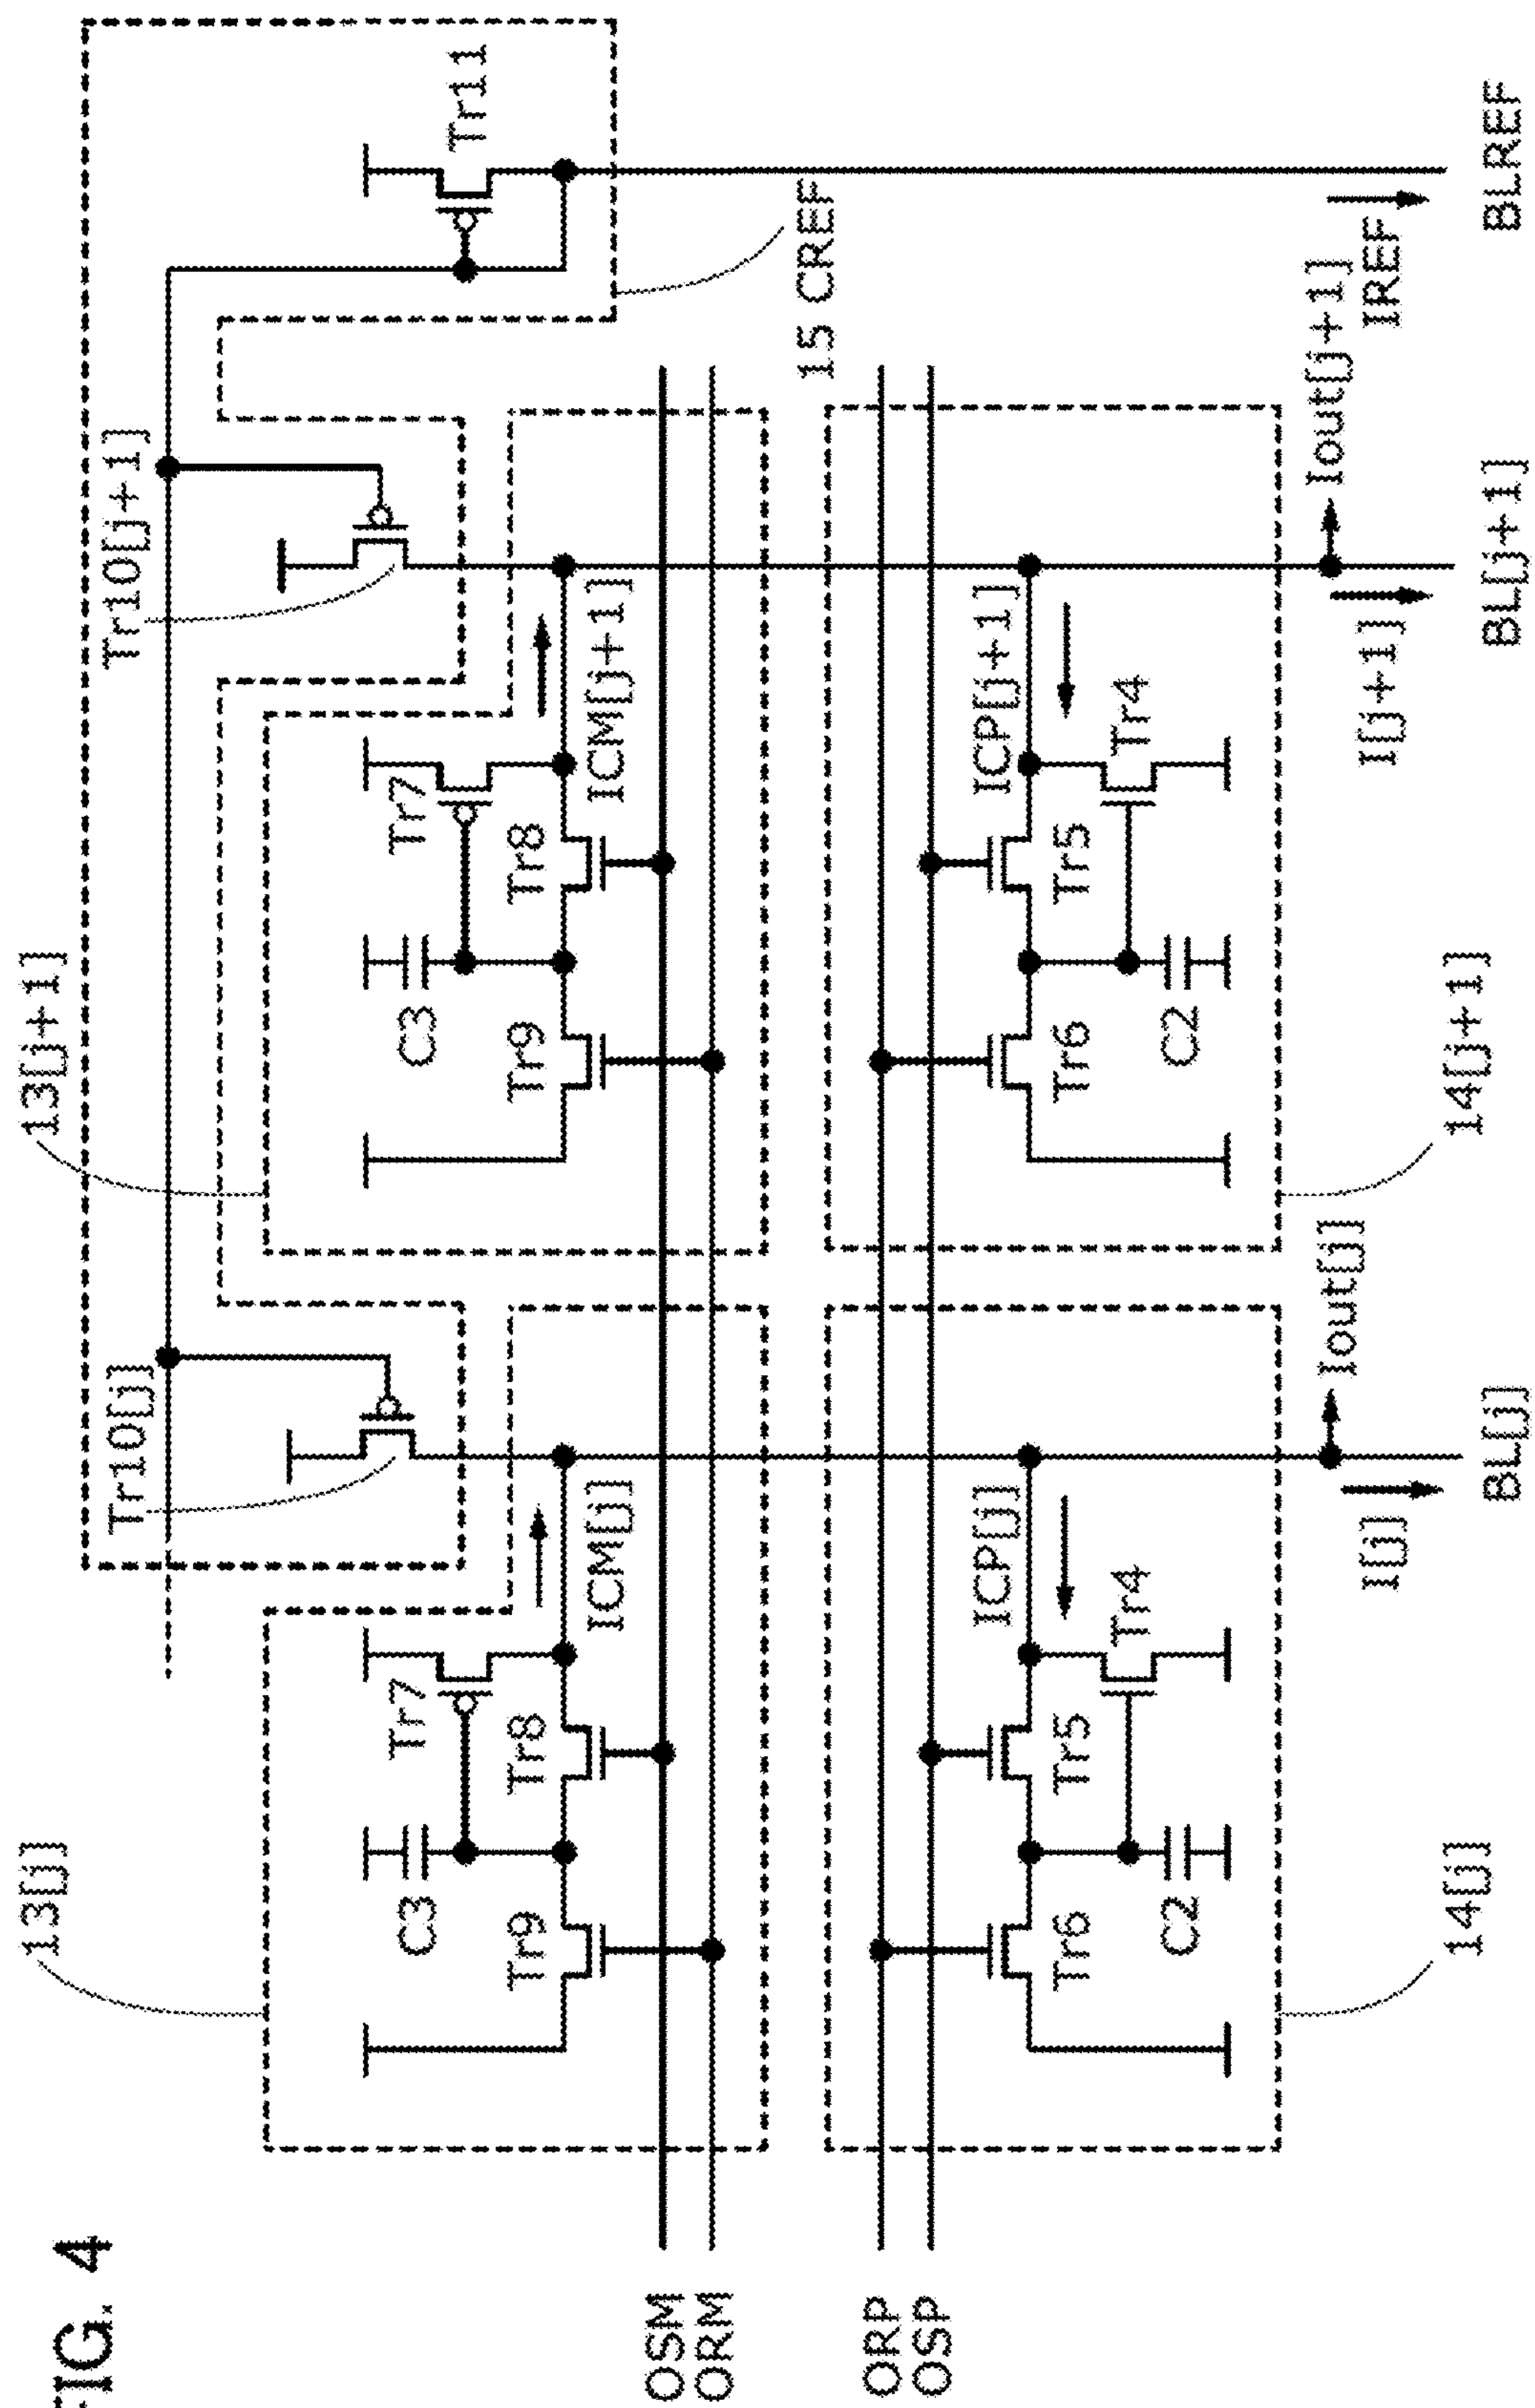 FIG. 4
13[j]
13[j+1]
Tr10[j]
Tr10[j+1]
Tr11
Tr7
Tr7
C3
C3
Tr9
Tr8
Tr9
Tr8
ICM[j]
ICM[j+1]
OSM
ORM
15 CREF
ORP
OSP
ICP[j]
ICP[j+1]
Tr6
Tr5
Tr4
Tr6
Tr5
Tr4
C2
C2
Iout[j]
Iout[j+1]
I[j]
I[j+1]
IREF
14[j]
14[j+1]
BL[j]
BL[j+1]
BLREF